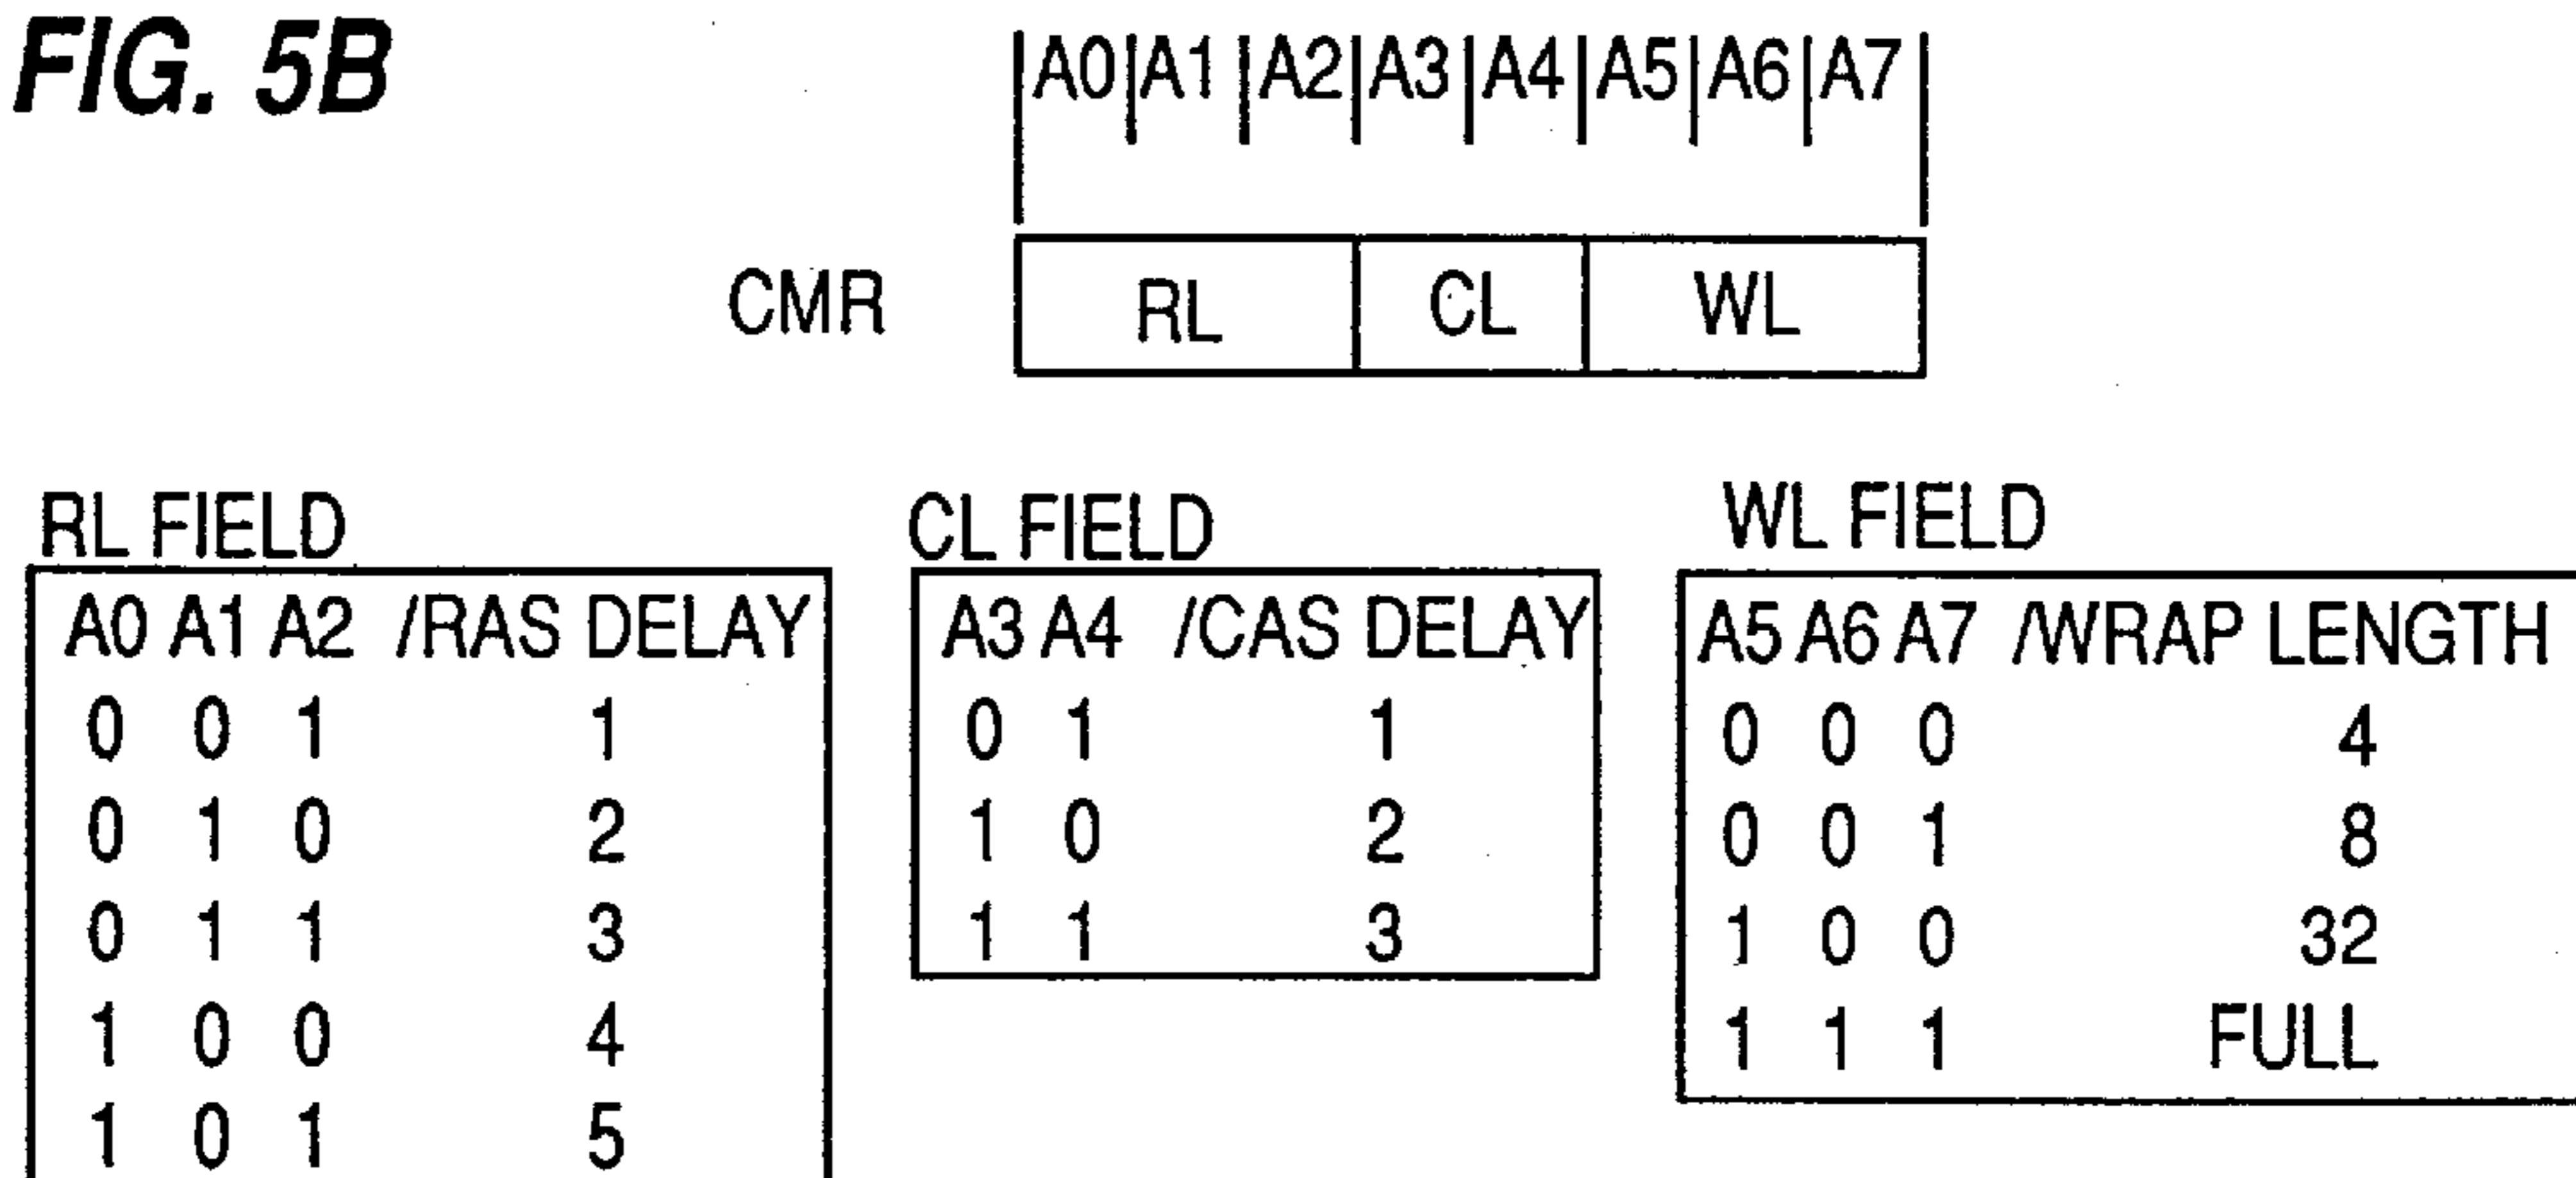 FIG. 5B
A0 A1 A2 A3 A4 A5 A6 A7
CMR RL CL WL
RL FIELD
A0 A1 A2 /RAS DELAY
0 0 1 1
0 1 0 2
0 1 1 3
1 0 0 4
1 0 1 5
CL FIELD
A3 A4 /CAS DELAY
0 1 1
1 0 2
1 1 3
WL FIELD
A5 A6 A7 /WRAP LENGTH
0 0 0 4
0 0 1 8
1 0 0 32
1 1 1 FULL